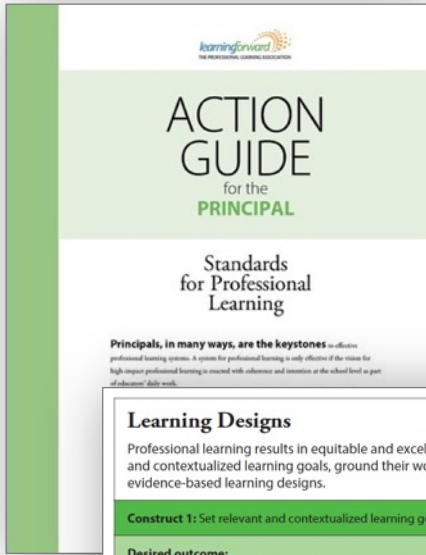 learningforward
THE PROFESSIONAL LEARNING ASSOCIATION
ACTION
GUIDE
for the
PRINCIPAL
Standards
for Professional
Learning
Principals, in many ways, are the keystones to effective
professional learning systems. A system for professional learning is only effective if the vision for
high-impact professional learning is enacted with coherence and intention at the school level as part
of educators' daily work.
Learning Designs
Professional learning results in equitable and excel
and contextualized learning goals, ground their wo
evidence-based learning designs.
Construct 1: Set relevant and contextualized learning go
Desired outcome: